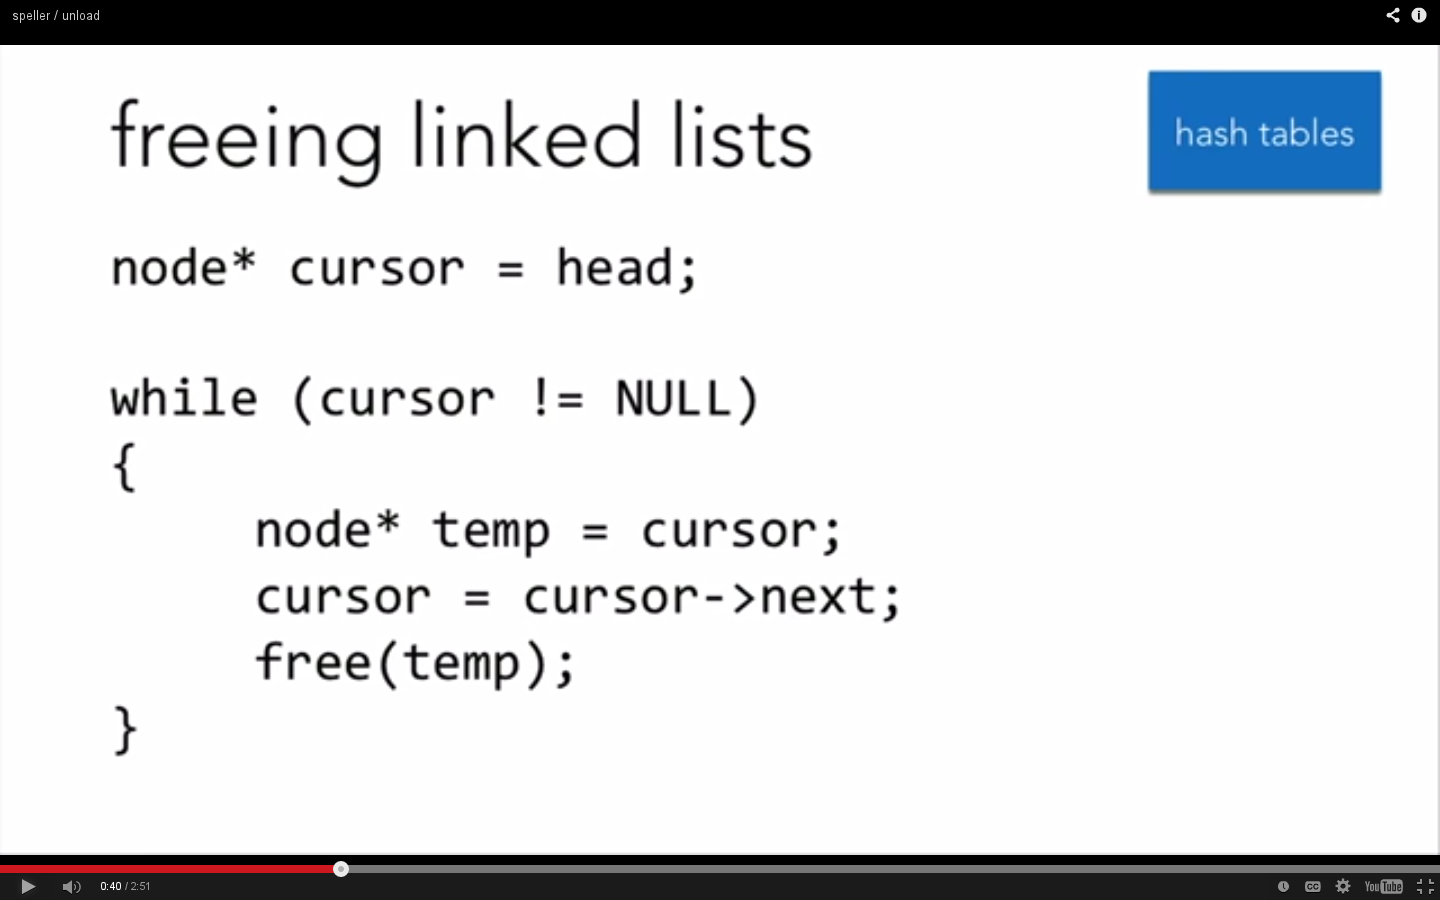 speller / unload
freeing linked lists
hash tables
node* cursor = head;
while (cursor != NULL)
{
node* temp = cursor;
cursor = cursor->next;
free(temp);
}
0:40 / 2:51
CC
YouTube